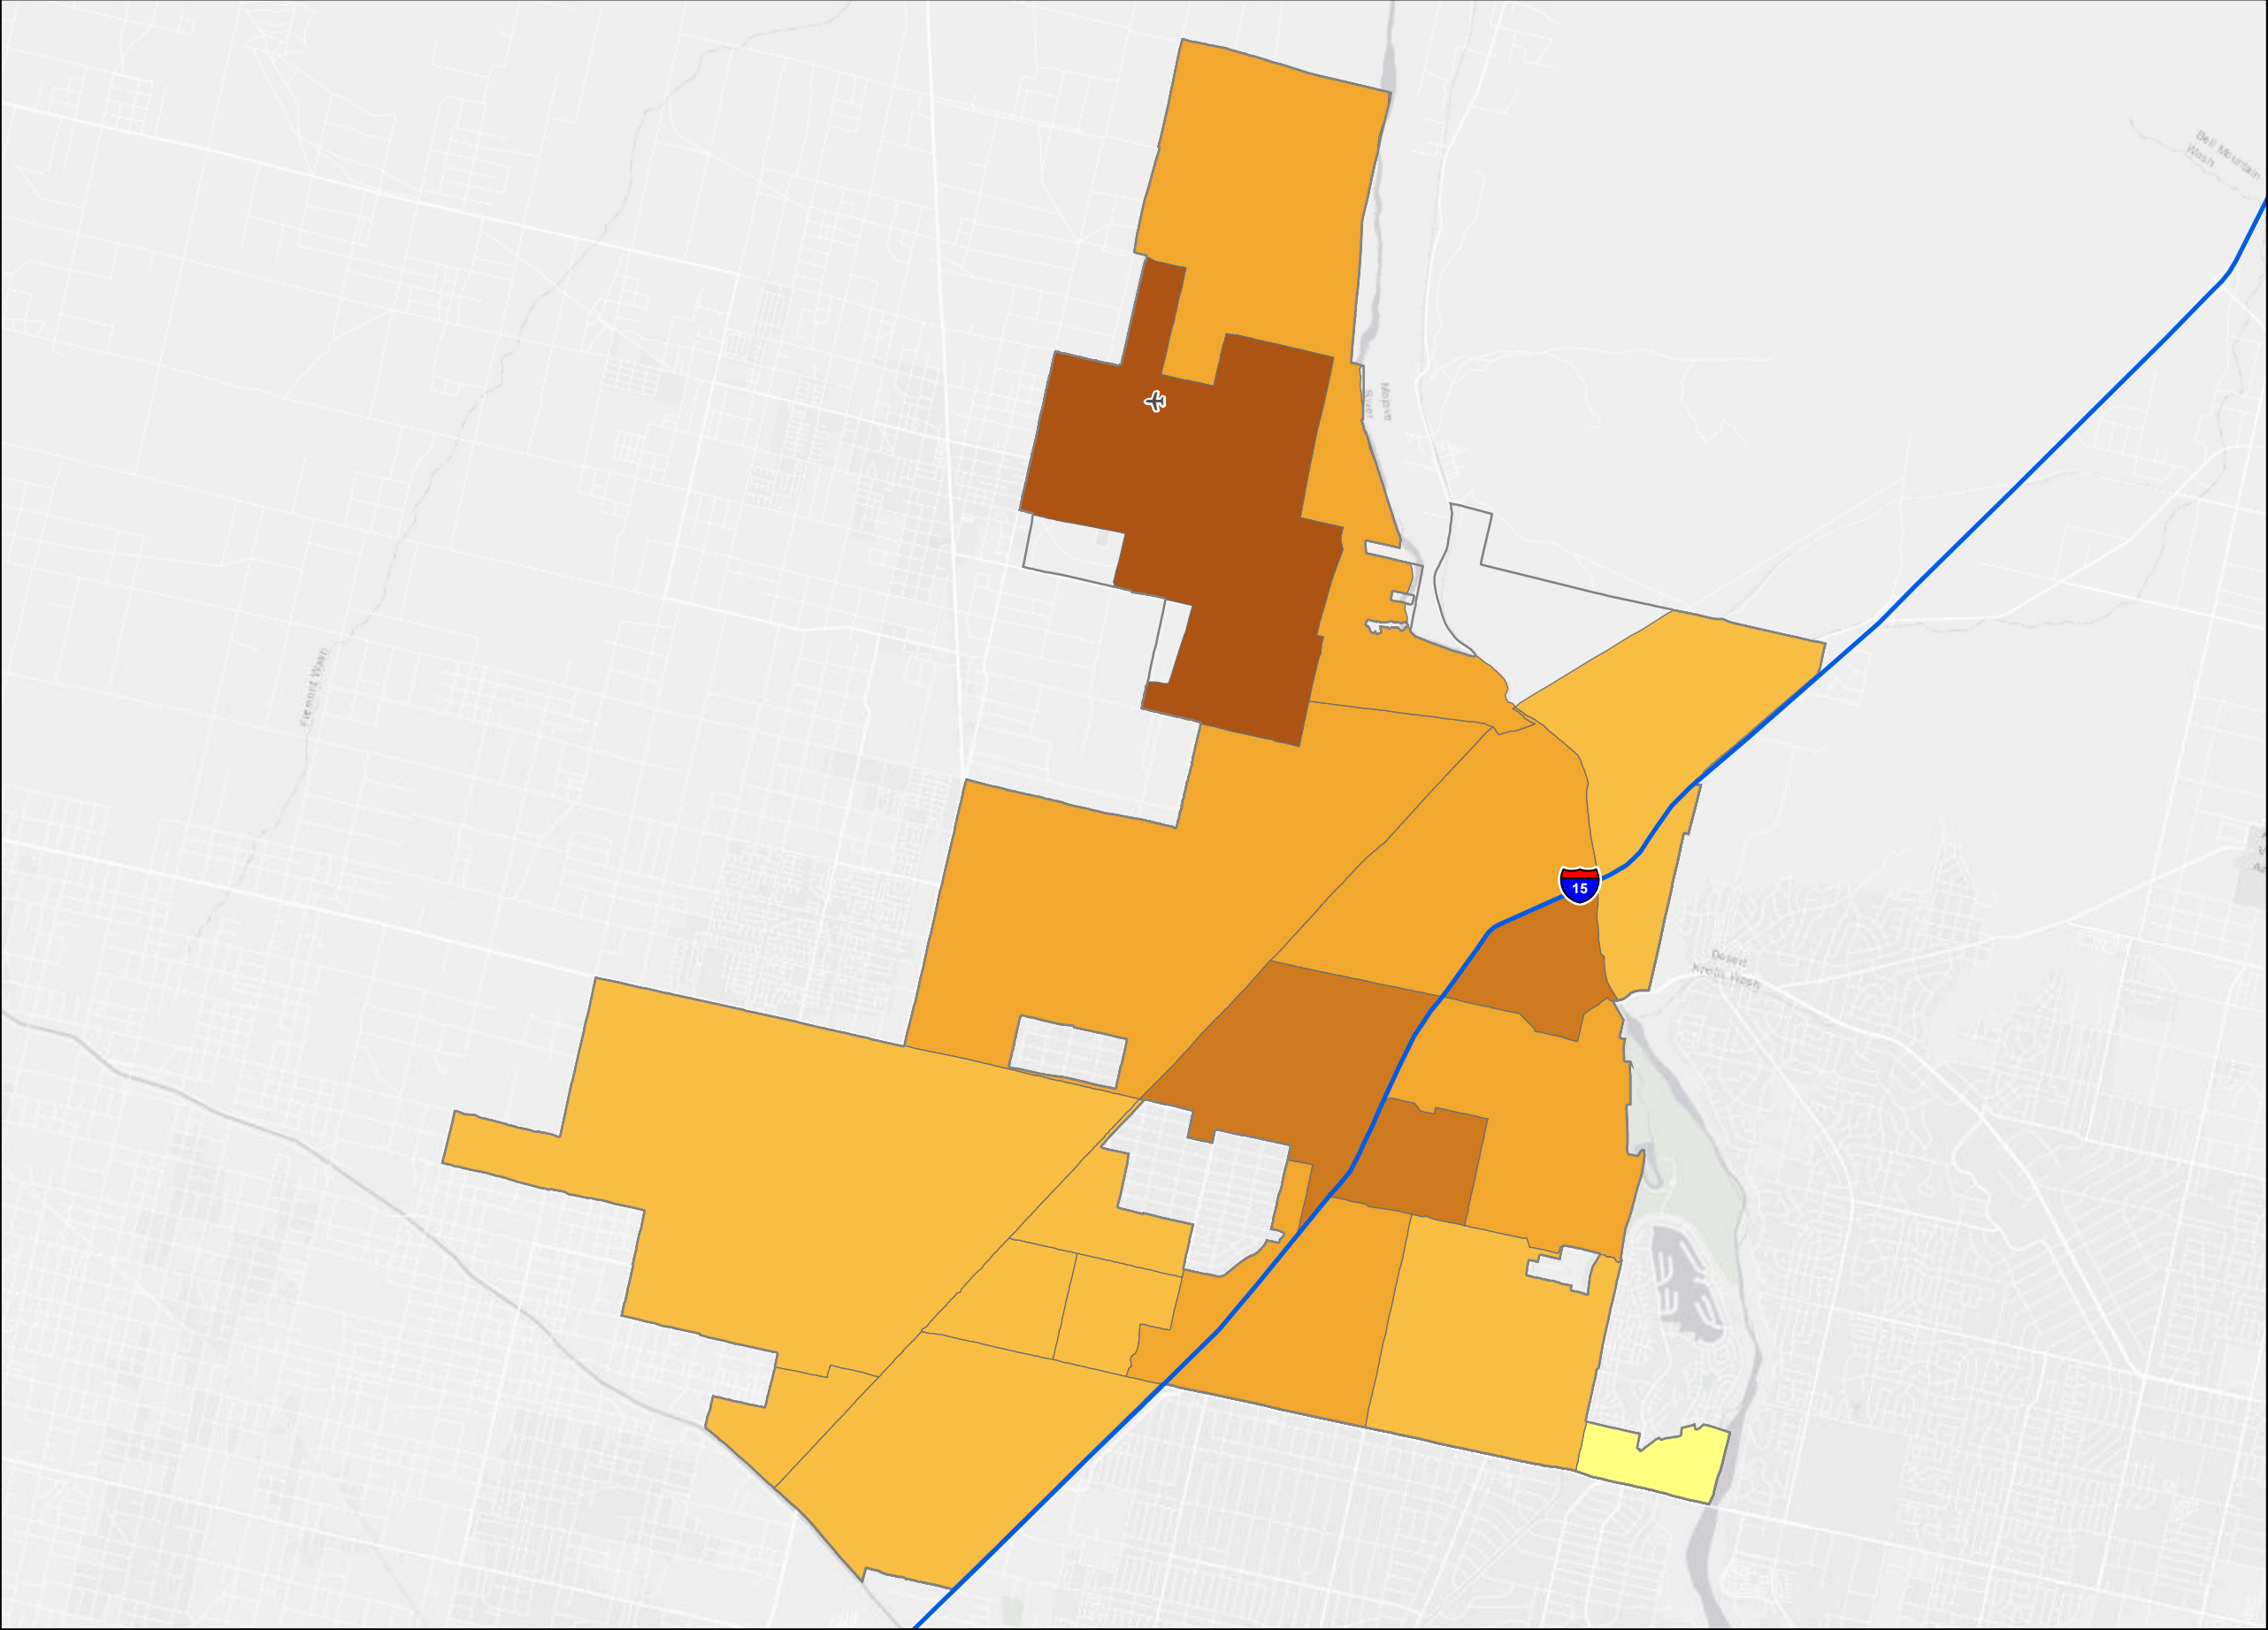 Bell Mountain
Wash
Mojave
River
Fremont Wash
15
Desert
Knolls Wash